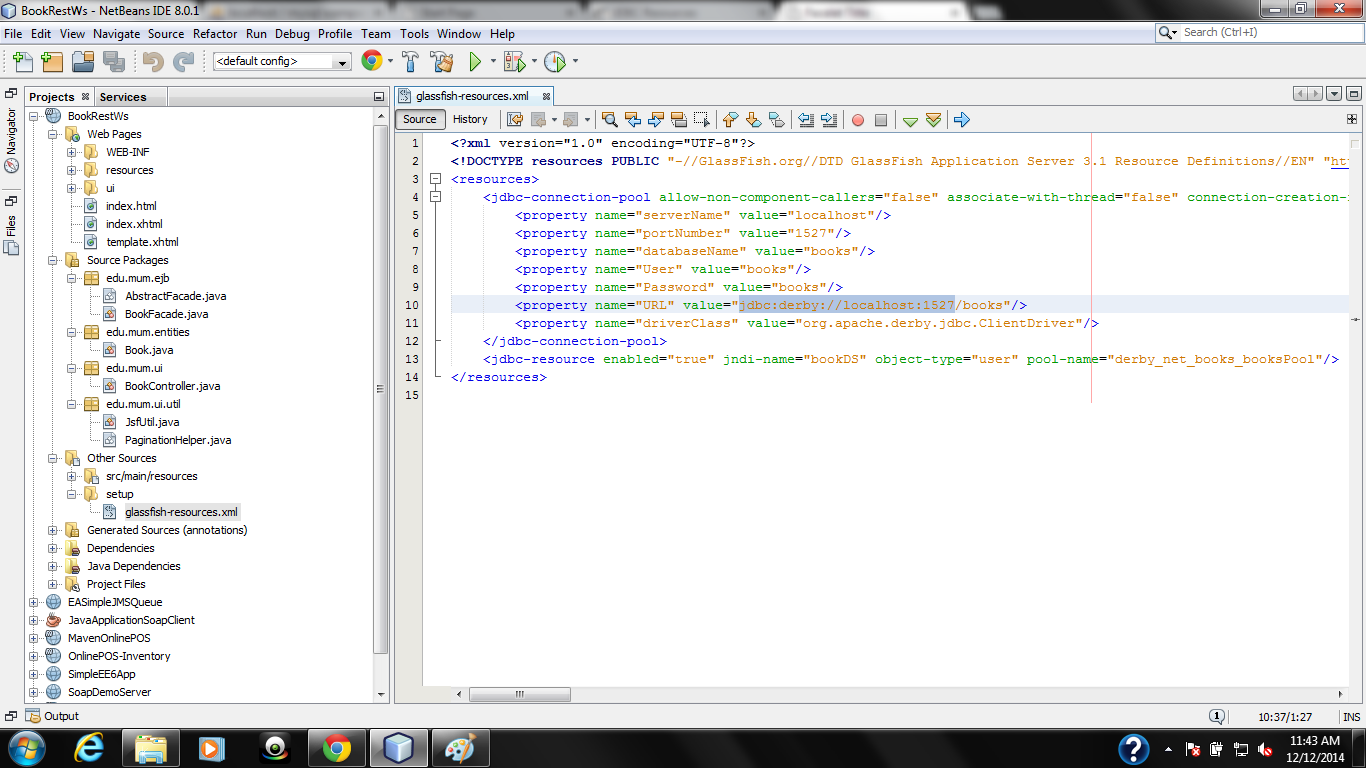 BookRestWs - NetBeans IDE 8.0.1
File Edit View Navigate Source Refactor Run Debug Profile Team Tools Window Help
Search (Ctrl+I)
<default config>
Projects Services
glassfish-resources.xml
Source History
Navigator
Files
BookRestWs
Web Pages
WEB-INF
resources
ui
index.html
index.xhtml
template.xhtml
Source Packages
edu.mum.ejb
AbstractFacade.java
BookFacade.java
edu.mum.entities
Book.java
edu.mum.ui
BookController.java
edu.mum.ui.util
JsfUtil.java
PaginationHelper.java
Other Sources
src/main/resources
setup
glassfish-resources.xml
Generated Sources (annotations)
Dependencies
Java Dependencies
Project Files
EASimpleJMSQueue
JavaApplicationSoapClient
MavenOnlinePOS
OnlinePOS-Inventory
SimpleEE6App
SoapDemoServer
1 <?xml version="1.0" encoding="UTF-8"?>
2 <!DOCTYPE resources PUBLIC "-//GlassFish.org//DTD GlassFish Application Server 3.1 Resource Definitions//EN" "
3 <resources>
4 <jdbc-connection-pool allow-non-component-callers="false" associate-with-thread="false" connection-creation-
5 <property name="serverName" value="localhost"/>
6 <property name="portNumber" value="1527"/>
7 <property name="databaseName" value="books"/>
8 <property name="User" value="books"/>
9 <property name="Password" value="books"/>
10 <property name="URL" value="jdbc:derby://localhost:1527/books"/>
11 <property name="driverClass" value="org.apache.derby.jdbc.ClientDriver"/>
12 </jdbc-connection-pool>
13 <jdbc-resource enabled="true" jndi-name="bookDS" object-type="user" pool-name="derby_net_books_booksPool"/>
14 </resources>
15
Output
1
10:37/1:27
INS
11:43 AM
12/12/2014